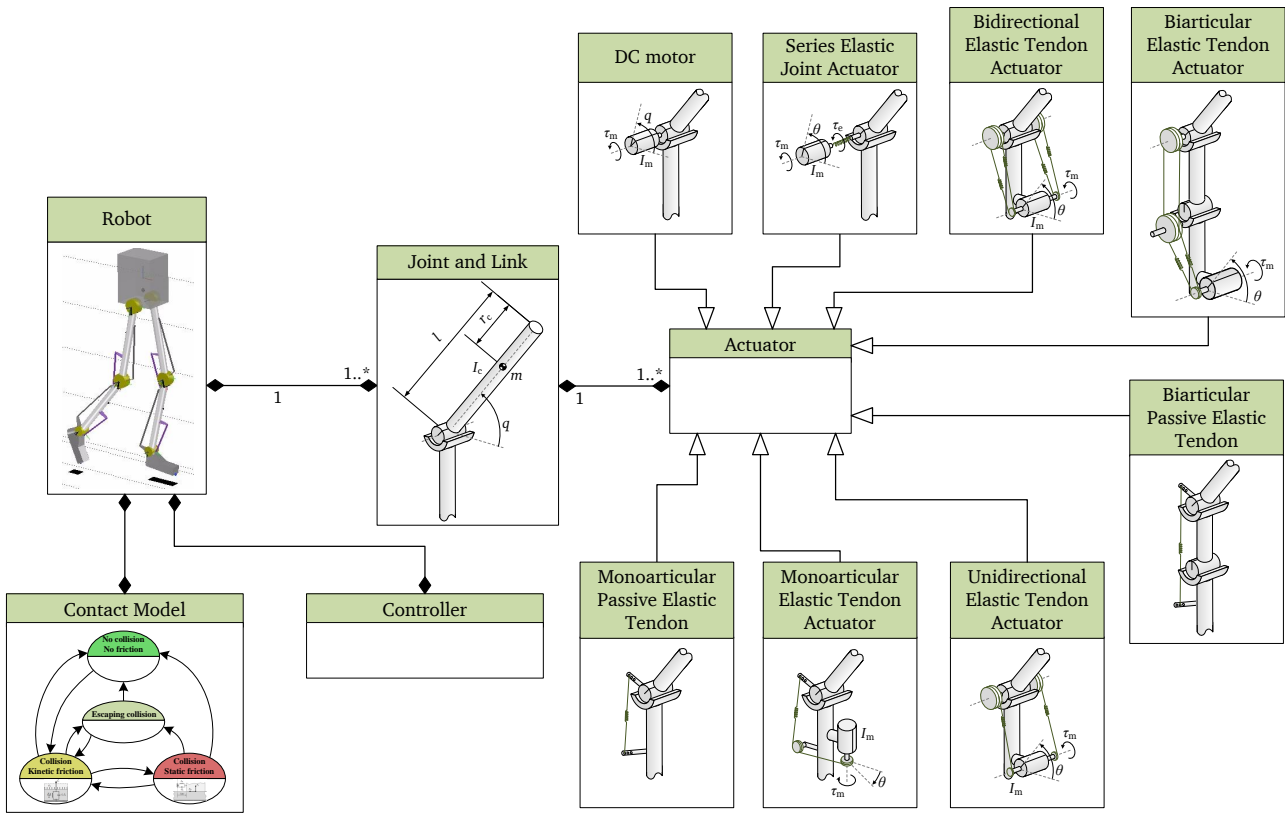 DC motor
q
τm
Im
Series Elastic
Joint Actuator
θ
τe
τm
Im
Bidirectional
Elastic Tendon
Actuator
τm
θ
Im
Biarticular
Elastic Tendon
Actuator
τm
θ
Robot
Joint and Link
l
rc
Ic
m
q
1
1..*
1
1..*
Actuator
Biarticular
Passive Elastic
Tendon
Contact Model
No collision
No friction
Escaping collision
Collision
Kinetic friction
Collision
Static friction
Controller
Monoarticular
Passive Elastic
Tendon
Monoarticular
Elastic Tendon
Actuator
Im
θ
τm
Unidirectional
Elastic Tendon
Actuator
τm
θ
Im